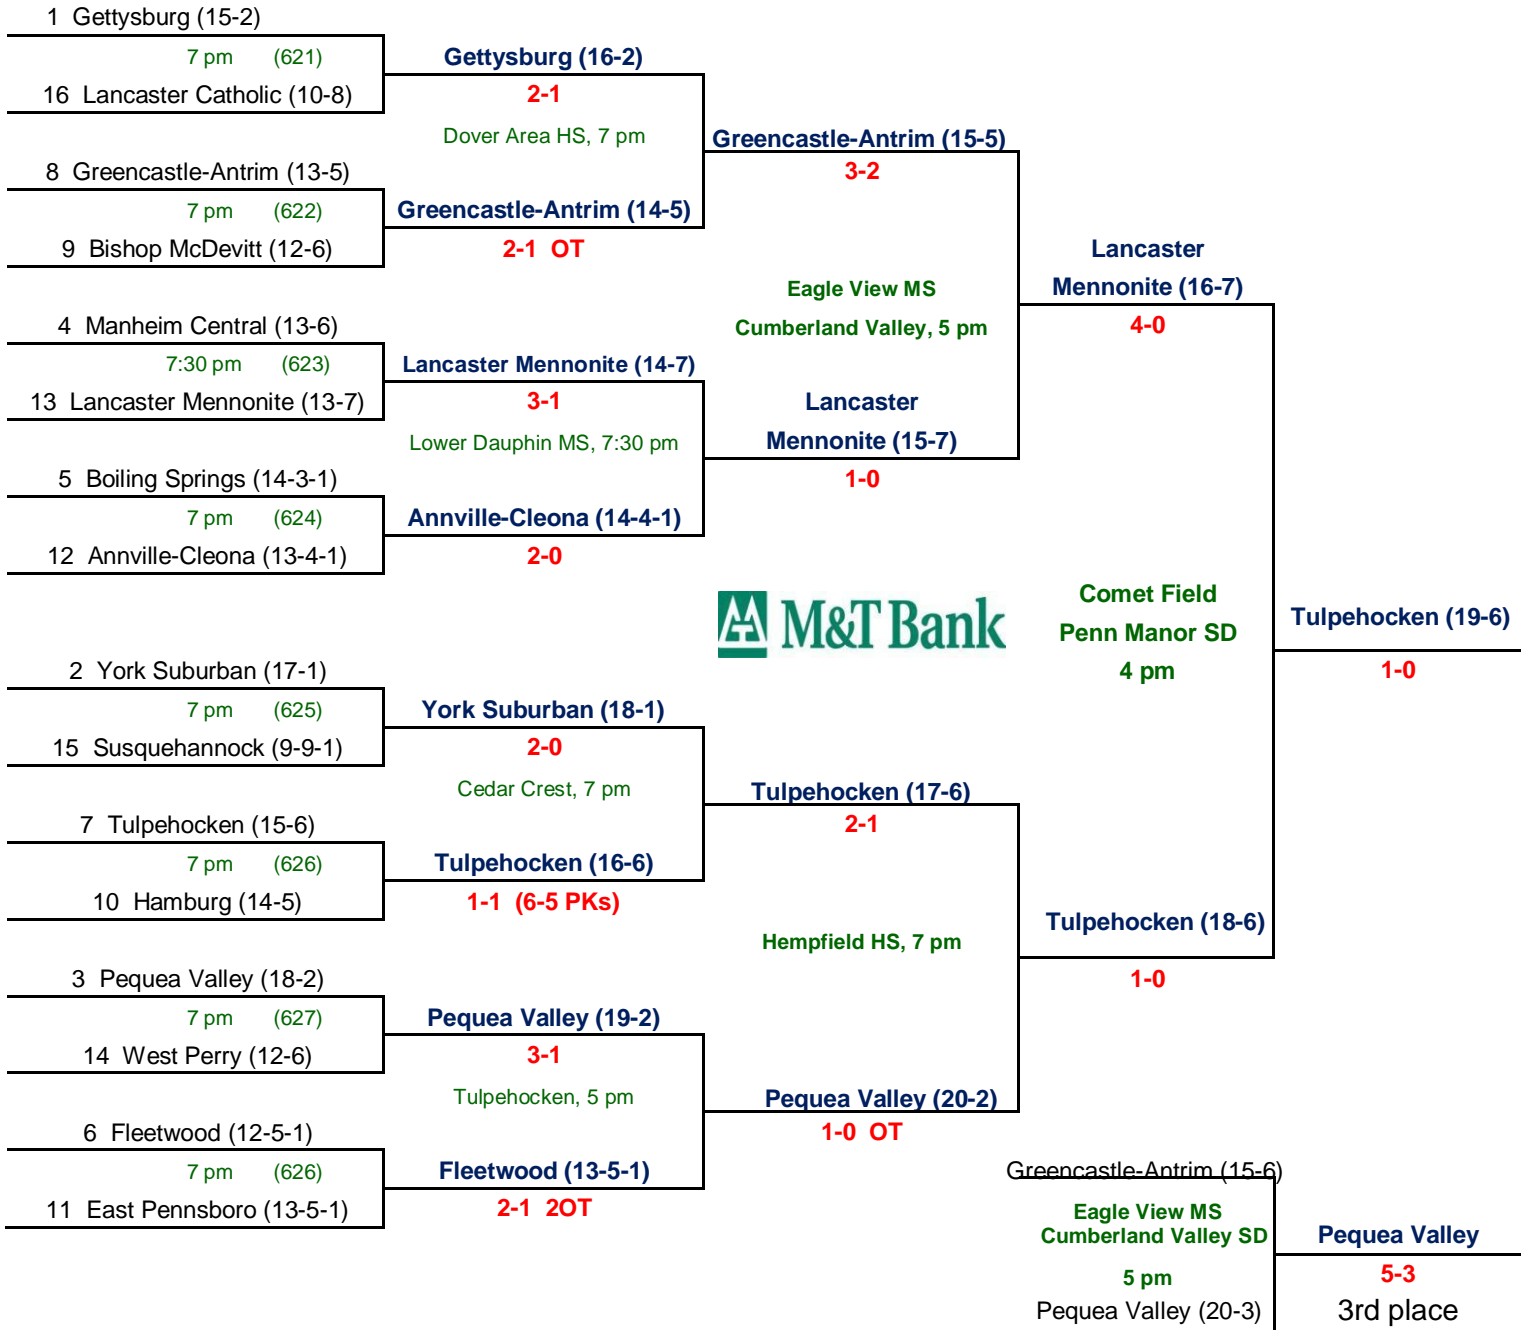 1 Gettysburg (15-2)
7 pm (621)
16 Lancaster Catholic (10-8)
8 Greencastle-Antrim (13-5)
7 pm (622)
9 Bishop McDevitt (12-6)
4 Manheim Central (13-6)
7:30 pm (623)
13 Lancaster Mennonite (13-7)
5 Boiling Springs (14-3-1)
7 pm (624)
12 Annville-Cleona (13-4-1)
2 York Suburban (17-1)
7 pm (625)
15 Susquehannock (9-9-1)
7 Tulpehocken (15-6)
7 pm (626)
10 Hamburg (14-5)
3 Pequea Valley (18-2)
7 pm (627)
14 West Perry (12-6)
6 Fleetwood (12-5-1)
7 pm (626)
11 East Pennsboro (13-5-1)
Gettysburg (16-2)
2-1
Dover Area HS, 7 pm
Greencastle-Antrim (14-5)
2-1 OT
Lancaster Mennonite (14-7)
3-1
Lower Dauphin MS, 7:30 pm
Annville-Cleona (14-4-1)
2-0
York Suburban (18-1)
2-0
Cedar Crest, 7 pm
Tulpehocken (16-6)
1-1 (6-5 PKs)
Pequea Valley (19-2)
3-1
Tulpehocken, 5 pm
Fleetwood (13-5-1)
2-1 2OT
Greencastle-Antrim (15-5)
3-2
Eagle View MS
Cumberland Valley, 5 pm
Lancaster
Mennonite (15-7)
1-0
M&T Bank
Tulpehocken (17-6)
2-1
Hempfield HS, 7 pm
Pequea Valley (20-2)
1-0 OT
Lancaster
Mennonite (16-7)
4-0
Comet Field
Penn Manor SD
4 pm
Tulpehocken (18-6)
1-0
Tulpehocken (19-6)
1-0
Greencastle-Antrim (15-6)
Eagle View MS
Cumberland Valley SD
5 pm
Pequea Valley (20-3)
Pequea Valley
5-3
3rd place